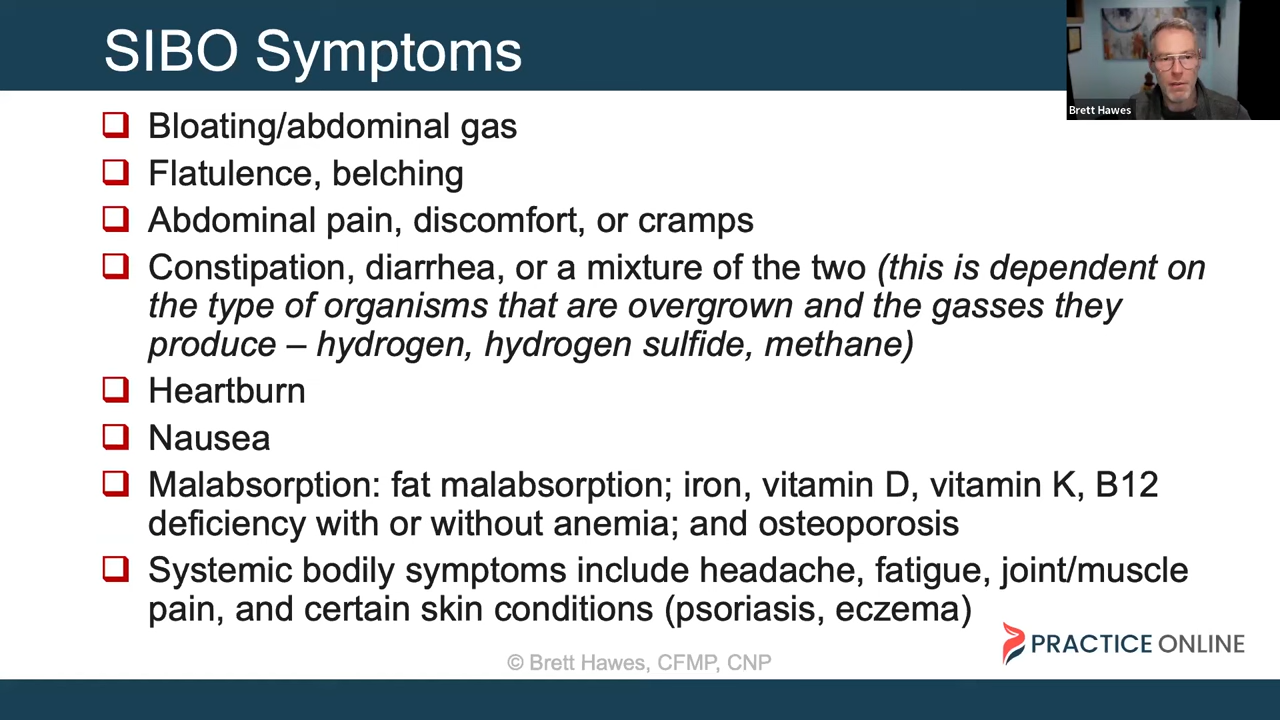 SIBO Symptoms
Brett Hawes
Bloating/abdominal gas
Flatulence, belching
Abdominal pain, discomfort, or cramps
Constipation, diarrhea, or a mixture of the two (this is dependent on
the type of organisms that are overgrown and the gasses they
produce – hydrogen, hydrogen sulfide, methane)
Heartburn
Nausea
Malabsorption: fat malabsorption; iron, vitamin D, vitamin K, B12
deficiency with or without anemia; and osteoporosis
Systemic bodily symptoms include headache, fatigue, joint/muscle
pain, and certain skin conditions (psoriasis, eczema)
PRACTICE ONLINE
© Brett Hawes, CFMP, CNP